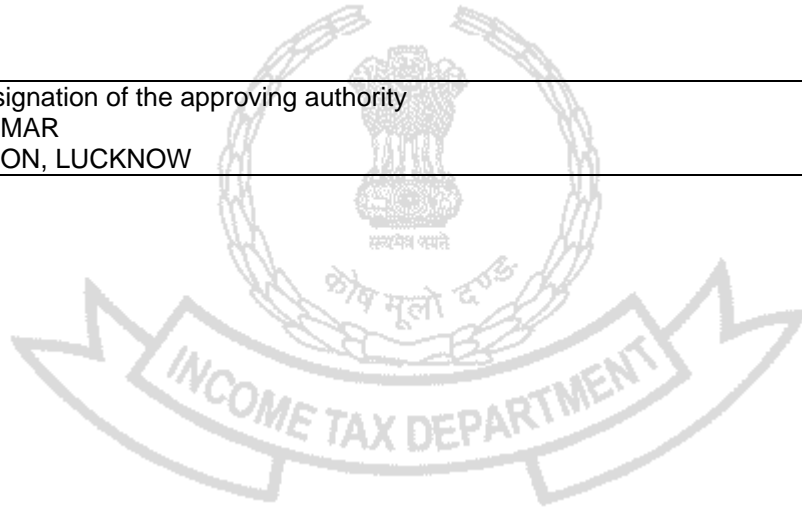 signation of the approving authority
MAR
ON, LUCKNOW
सत्यमेव जयते
कोष मूलो दण्ड:
INCOME TAX DEPARTMENT